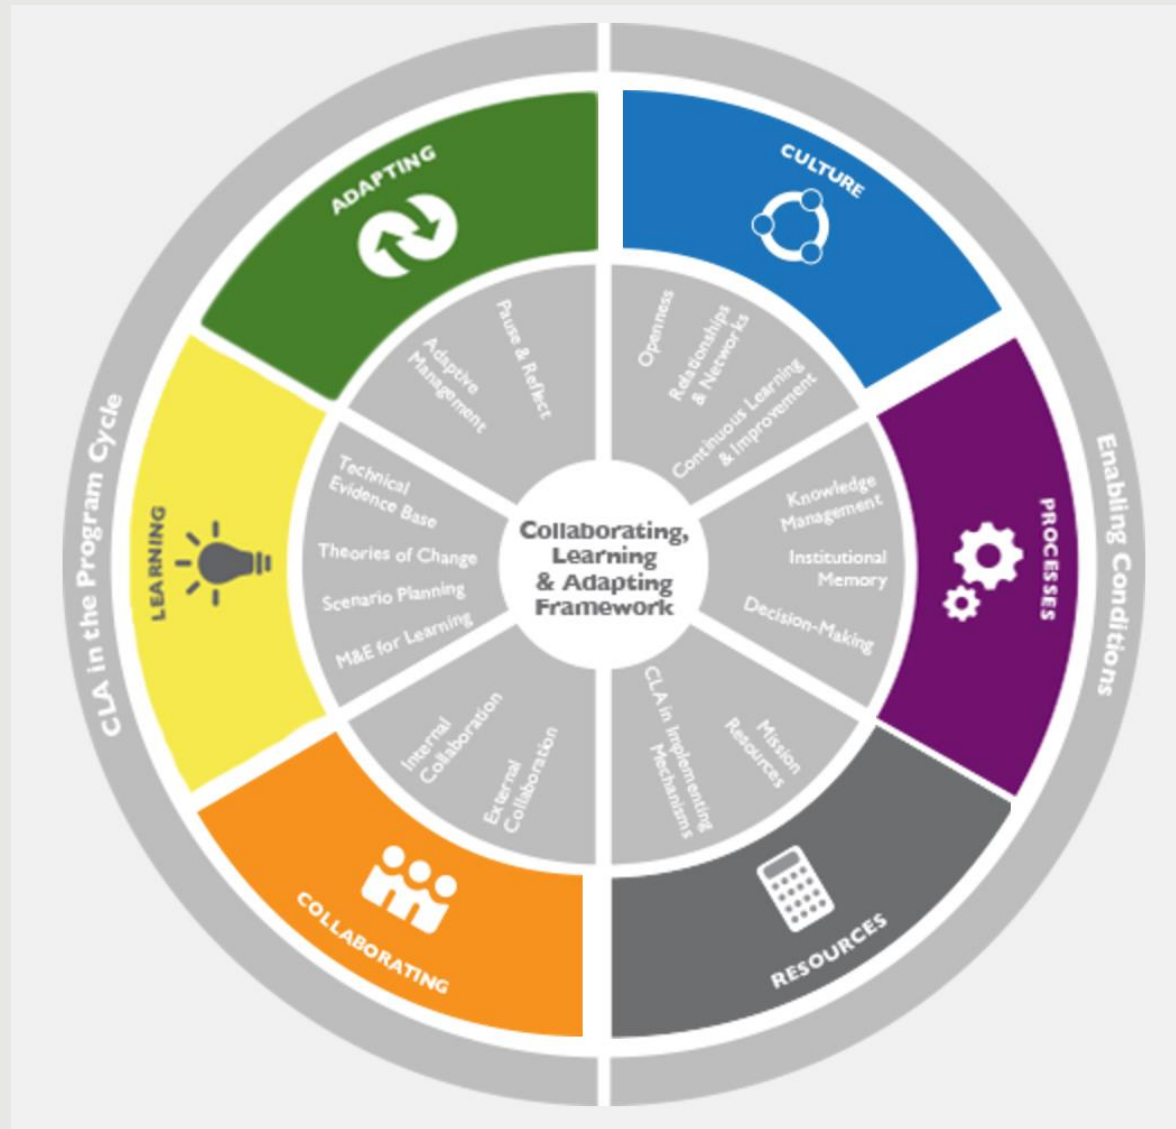 CLA in the Program Cycle
ADAPTING
Adaptive
Management
Pause & Reflect
LEARNING
Technical
Evidence Base
Theories of Change
Scenario Planning
M&E for Learning
COLLABORATING
Internal
Collaboration
External
Collaboration
Collaborating,
Learning
& Adapting
Framework
Enabling Conditions
CULTURE
Openness
Relationships
& Networks
Continuous Learning
& Improvement
PROCESSES
Knowledge
Management
Institutional
Memory
Decision-Making
RESOURCES
Mission
Resources
CLA in Implementing
Mechanisms